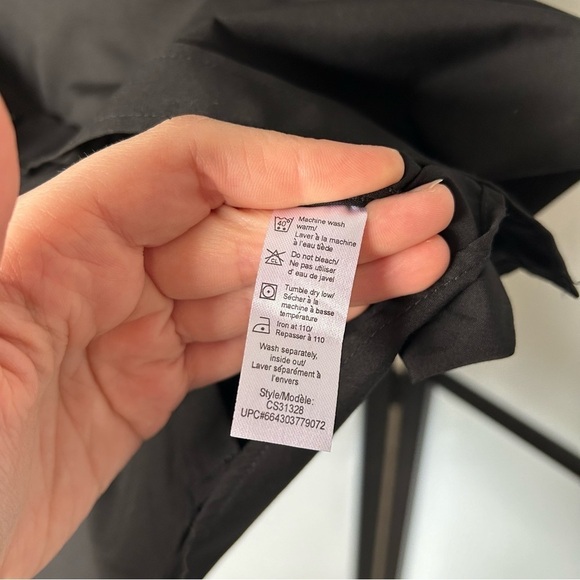 40°
Machine wash
warm/
Laver à la machine
à l'eau tiède
CL
Do not bleach/
Ne pas utiliser
d' eau de javel
Tumble dry low/
Sécher à la
machine à basse
température
Iron at 110/
Repasser à 110
Wash separately,
inside out/
Laver séparément à
l'envers
Style/Modèle:
CS31328
UPC#664303779072